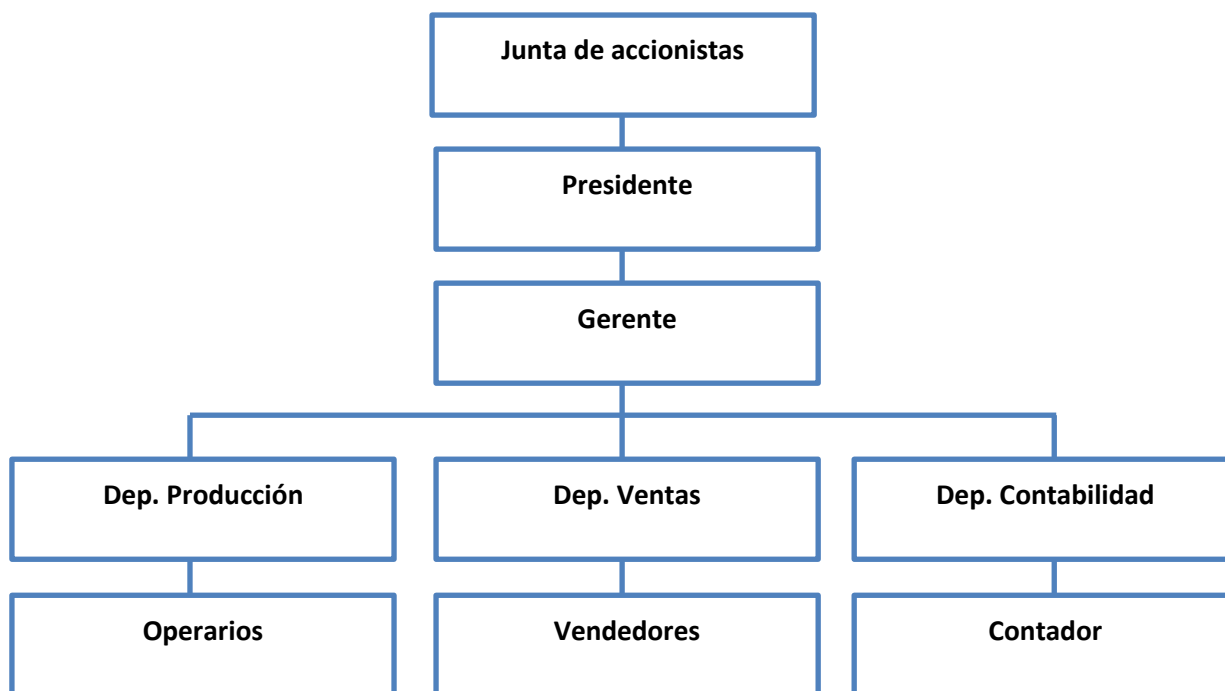 Junta de accionistas
Presidente
Gerente
Dep. Producción
Dep. Ventas
Dep. Contabilidad
Operarios
Vendedores
Contador